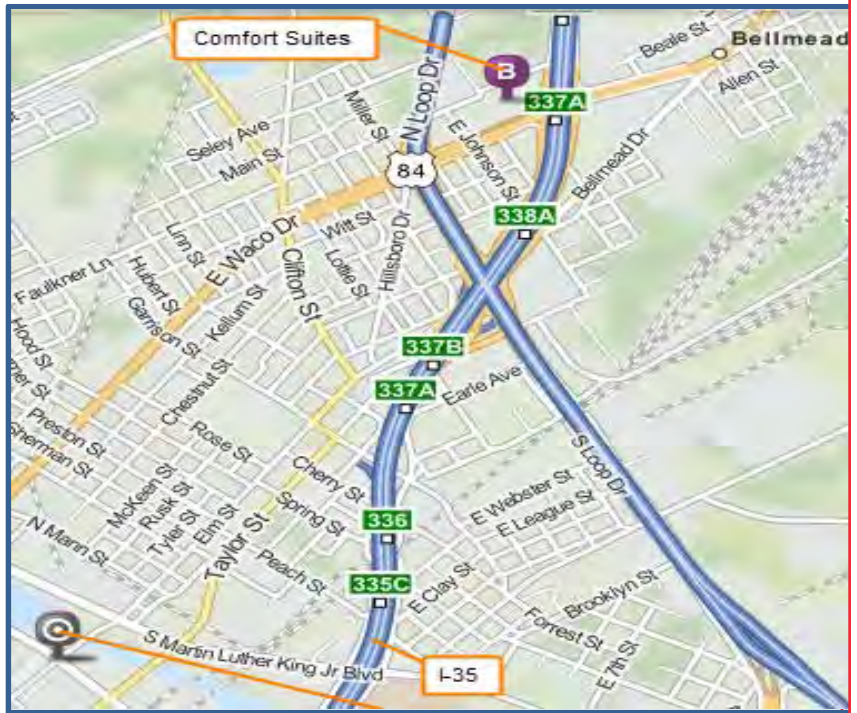 Comfort Suites
B
N Loop Dr
Beale St
Bellmead
Allen St
337A
Miller St
Seley Ave
Main St
84
E Johnson St
Bellmead Dr
338A
Witt St
Linn St
E Waco Dr
Lottie St
Hillsboro Dr
Faulkner Ln
Hubert St
Garrison St
Kellum St
Clifton St
Hood St
337B
337A
Earle Ave
Chestnut St
Preston St
Sherman St
Rose St
Cherry St
S Loop Dr
McKeen St
Rusk St
Tyler St
Elm St
Spring St
E Webster St
E League St
N Mann St
Taylor St
336
Peach St
335C
E Clay St
Brooklyn St
Forrest St
E 7th St
S Martin Luther King Jr Blvd
I-35